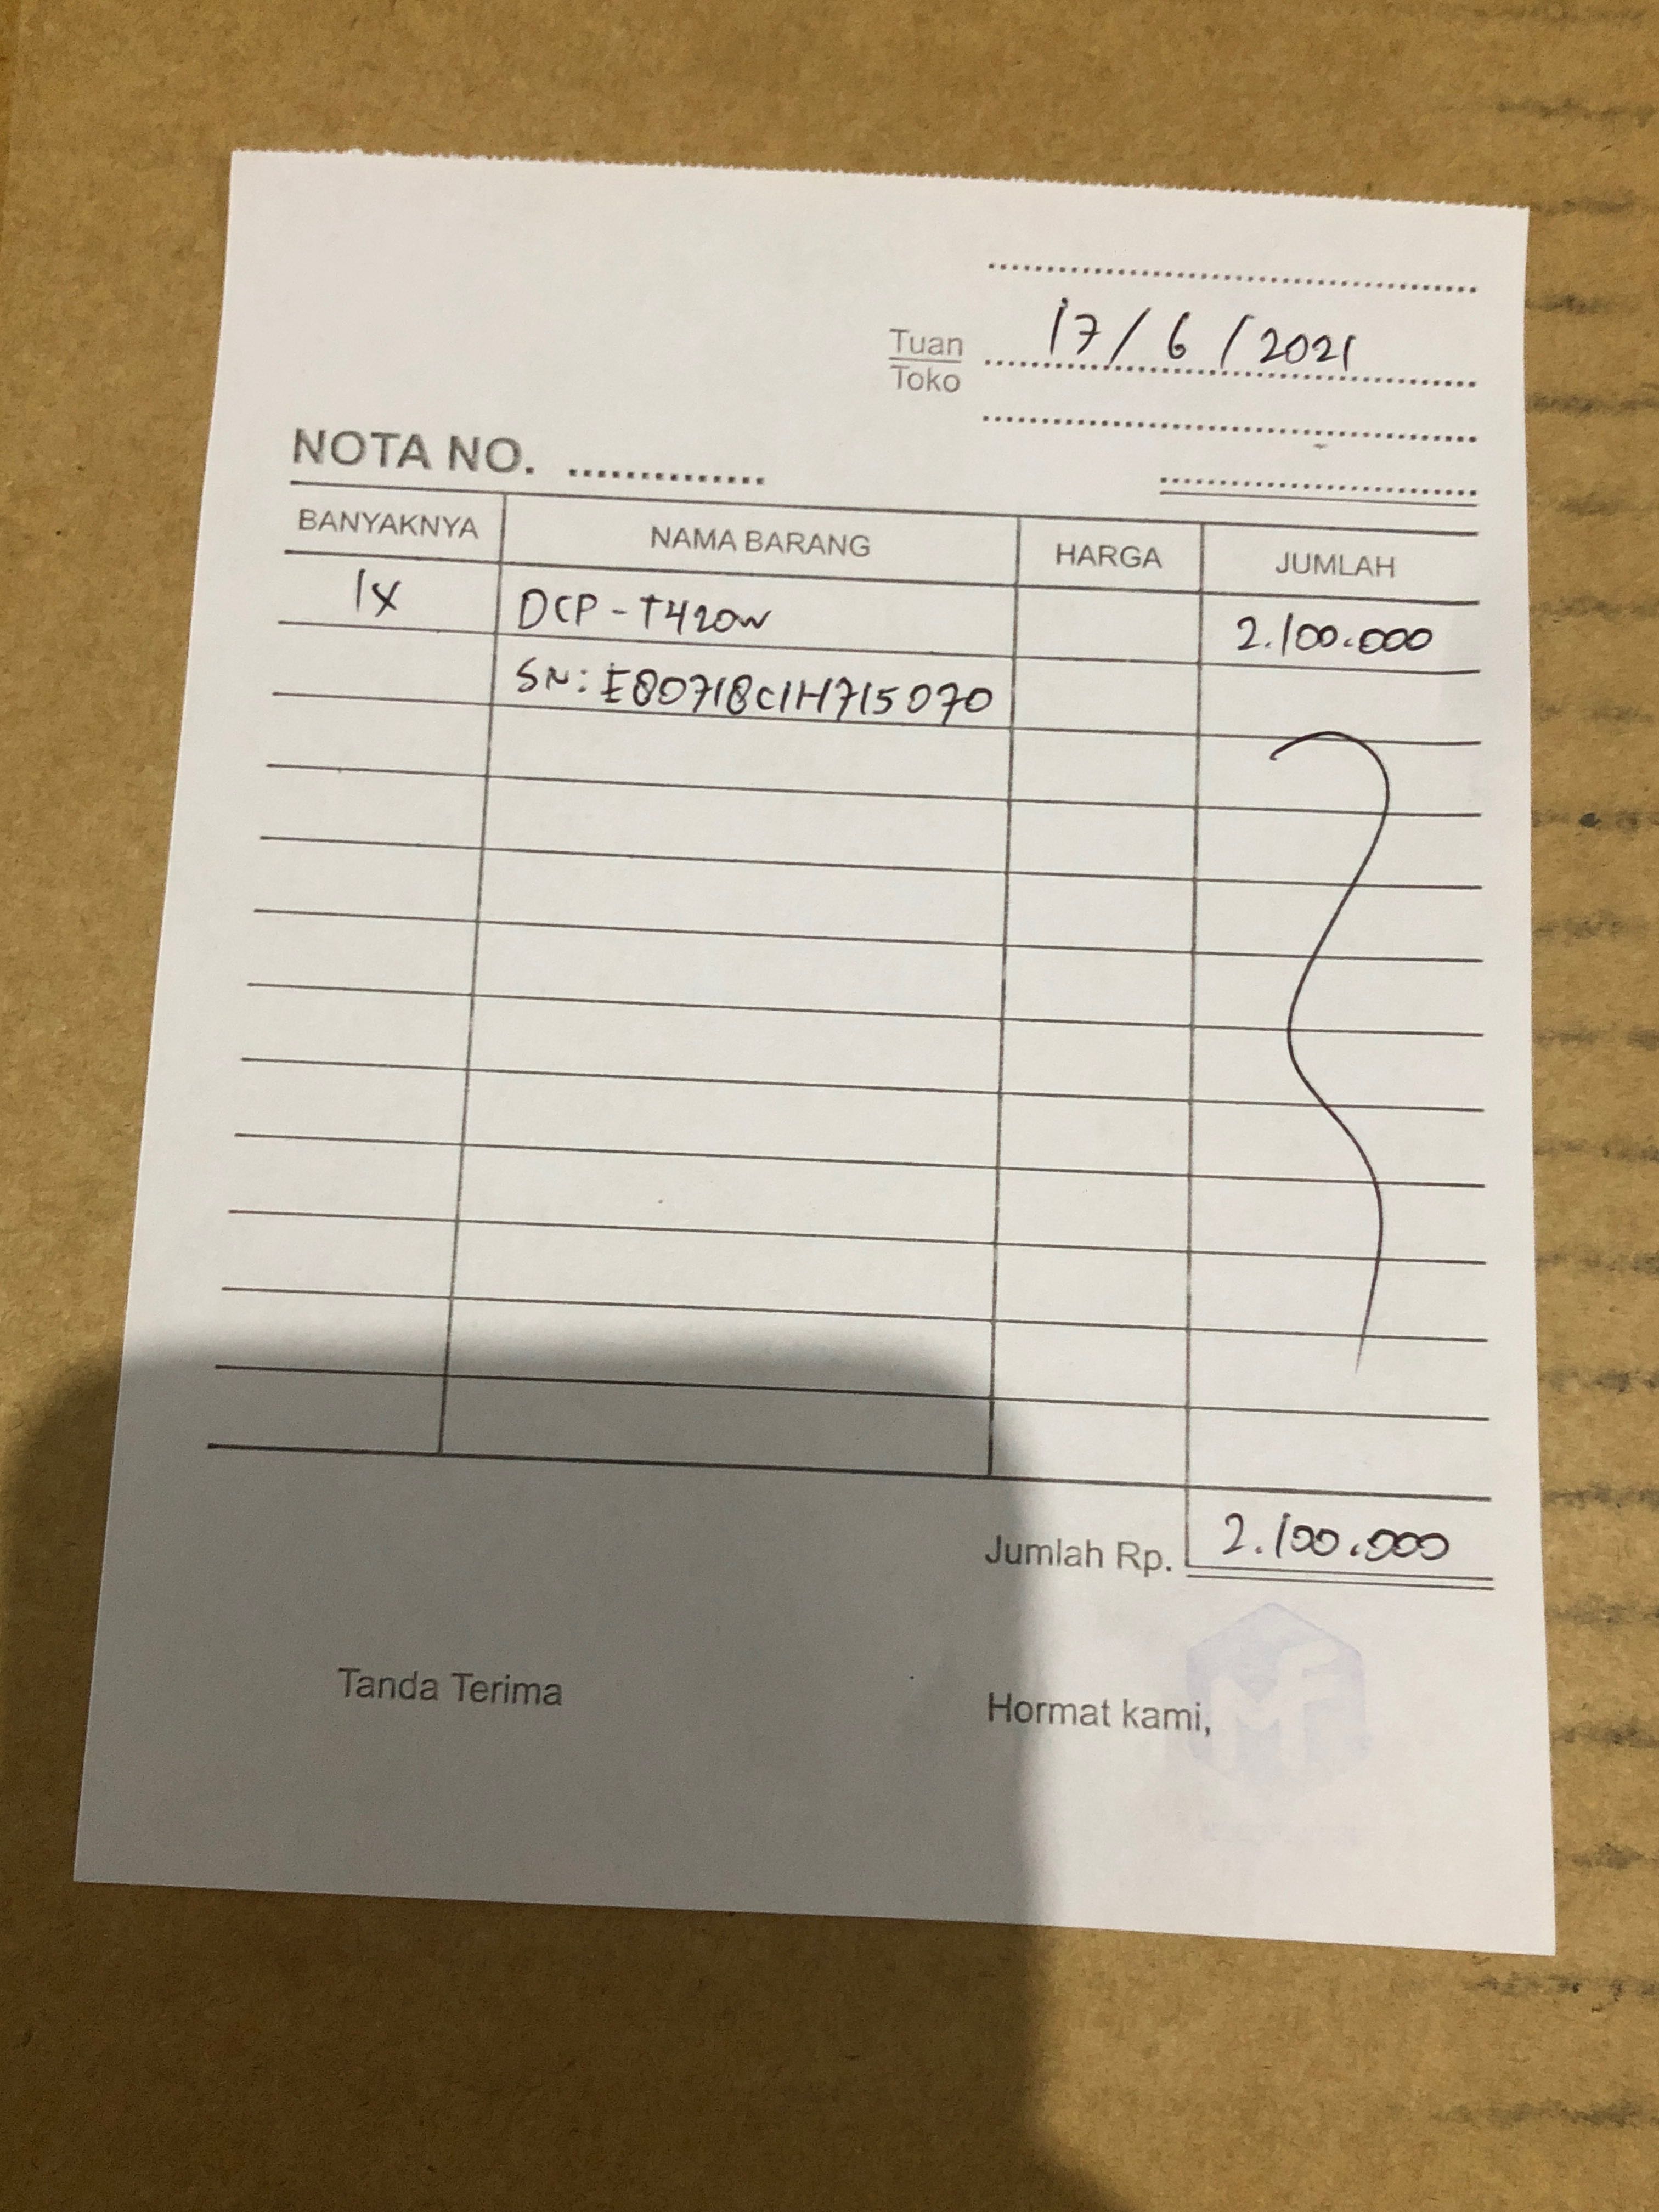 17/6/2021
Tuan
Toko
NOTA NO. ..............
BANYAKNYA NAMA BARANG HARGA JUMLAH
1X DCP-T420W 2.100.000
SN: E80718C1H715070
Jumlah Rp. 2.100.000
Tanda Terima Hormat kami,